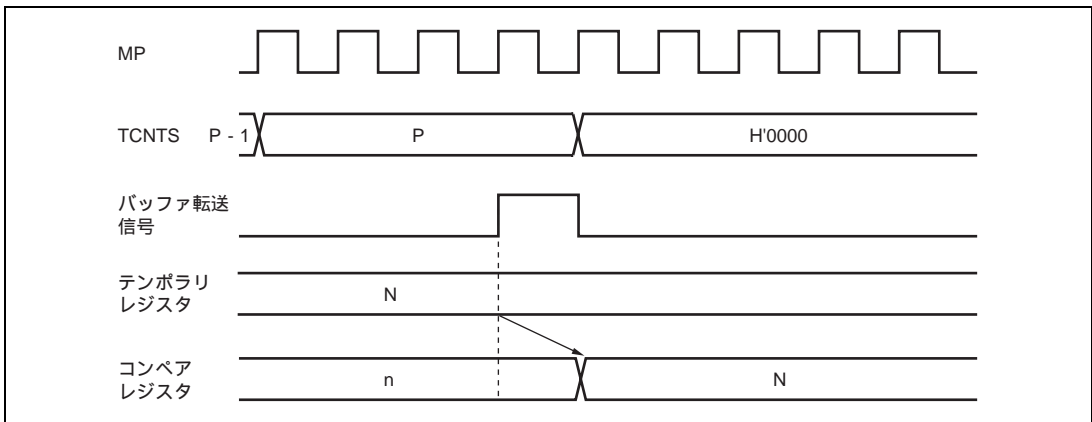 MP
TCNTS P - 1 P H'0000
バッファ転送
信号
テンポラリ
レジスタ
N
コンペア
レジスタ
n N